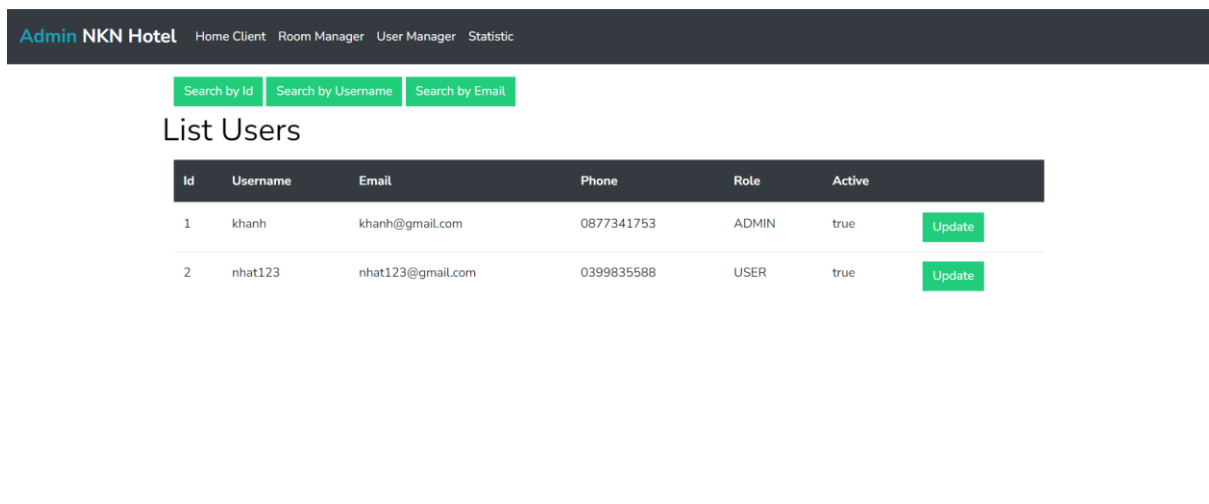 Admin NKN Hotel Home Client Room Manager User Manager Statistic
Search by Id Search by Username Search by Email
List Users
Id Username Email Phone Role Active
1 khanh khanh@gmail.com 0877341753 ADMIN true Update
2 nhat123 nhat123@gmail.com 0399835588 USER true Update